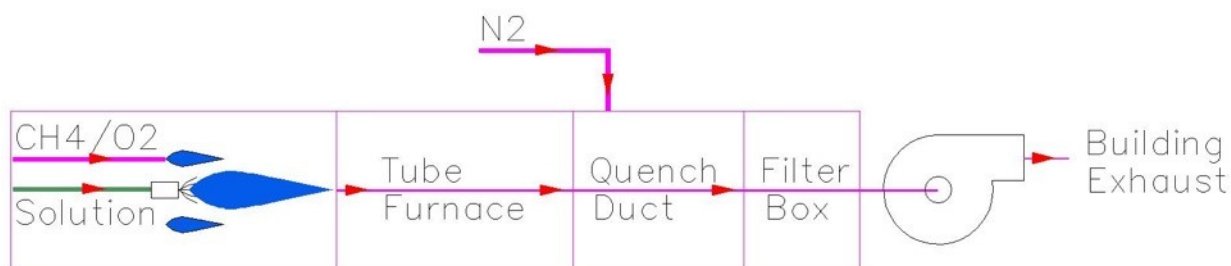 N2
CH4/O2
Solution
Tube
Furnace
Quench
Duct
Filter
Box
Building
Exhaust